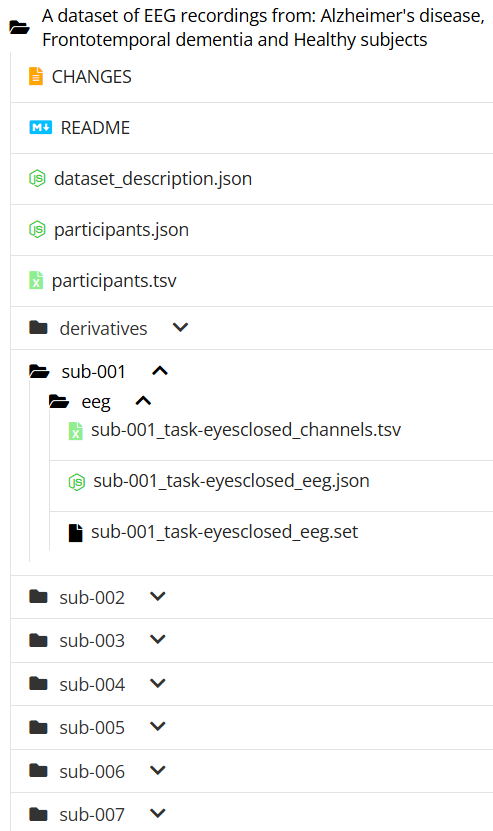 A dataset of EEG recordings from: Alzheimer's disease,
Frontotemporal dementia and Healthy subjects
CHANGES
README
dataset_description.json
participants.json
participants.tsv
derivatives
sub-001
eeg
sub-001_task-eyesclosed_channels.tsv
sub-001_task-eyesclosed_eeg.json
sub-001_task-eyesclosed_eeg.set
sub-002
sub-003
sub-004
sub-005
sub-006
sub-007